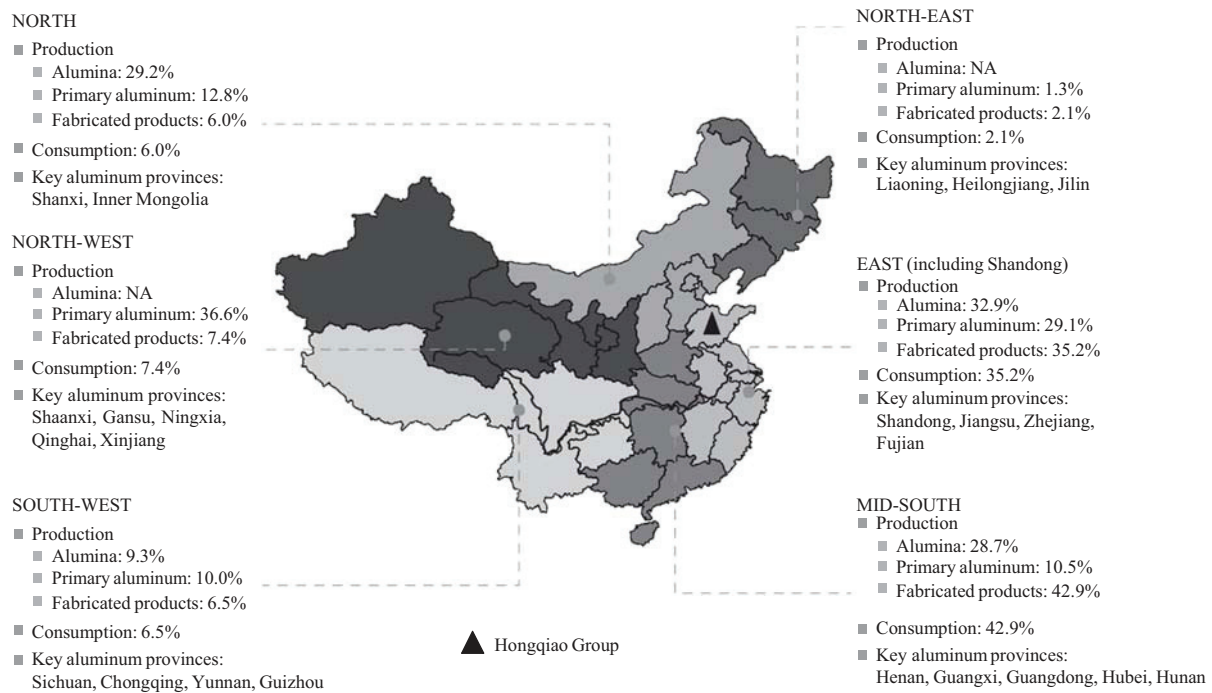 NORTH
Production
Alumina: 29.2%
Primary aluminum: 12.8%
Fabricated products: 6.0%
Consumption: 6.0%
Key aluminum provinces:
Shanxi, Inner Mongolia
NORTH-WEST
Production
Alumina: NA
Primary aluminum: 36.6%
Fabricated products: 7.4%
Consumption: 7.4%
Key aluminum provinces:
Shaanxi, Gansu, Ningxia,
Qinghai, Xinjiang
SOUTH-WEST
Production
Alumina: 9.3%
Primary aluminum: 10.0%
Fabricated products: 6.5%
Consumption: 6.5%
Key aluminum provinces:
Sichuan, Chongqing, Yunnan, Guizhou
Hongqiao Group
NORTH-EAST
Production
Alumina: NA
Primary aluminum: 1.3%
Fabricated products: 2.1%
Consumption: 2.1%
Key aluminum provinces:
Liaoning, Heilongjiang, Jilin
EAST (including Shandong)
Production
Alumina: 32.9%
Primary aluminum: 29.1%
Fabricated products: 35.2%
Consumption: 35.2%
Key aluminum provinces:
Shandong, Jiangsu, Zhejiang,
Fujian
MID-SOUTH
Production
Alumina: 28.7%
Primary aluminum: 10.5%
Fabricated products: 42.9%
Consumption: 42.9%
Key aluminum provinces:
Henan, Guangxi, Guangdong, Hubei, Hunan